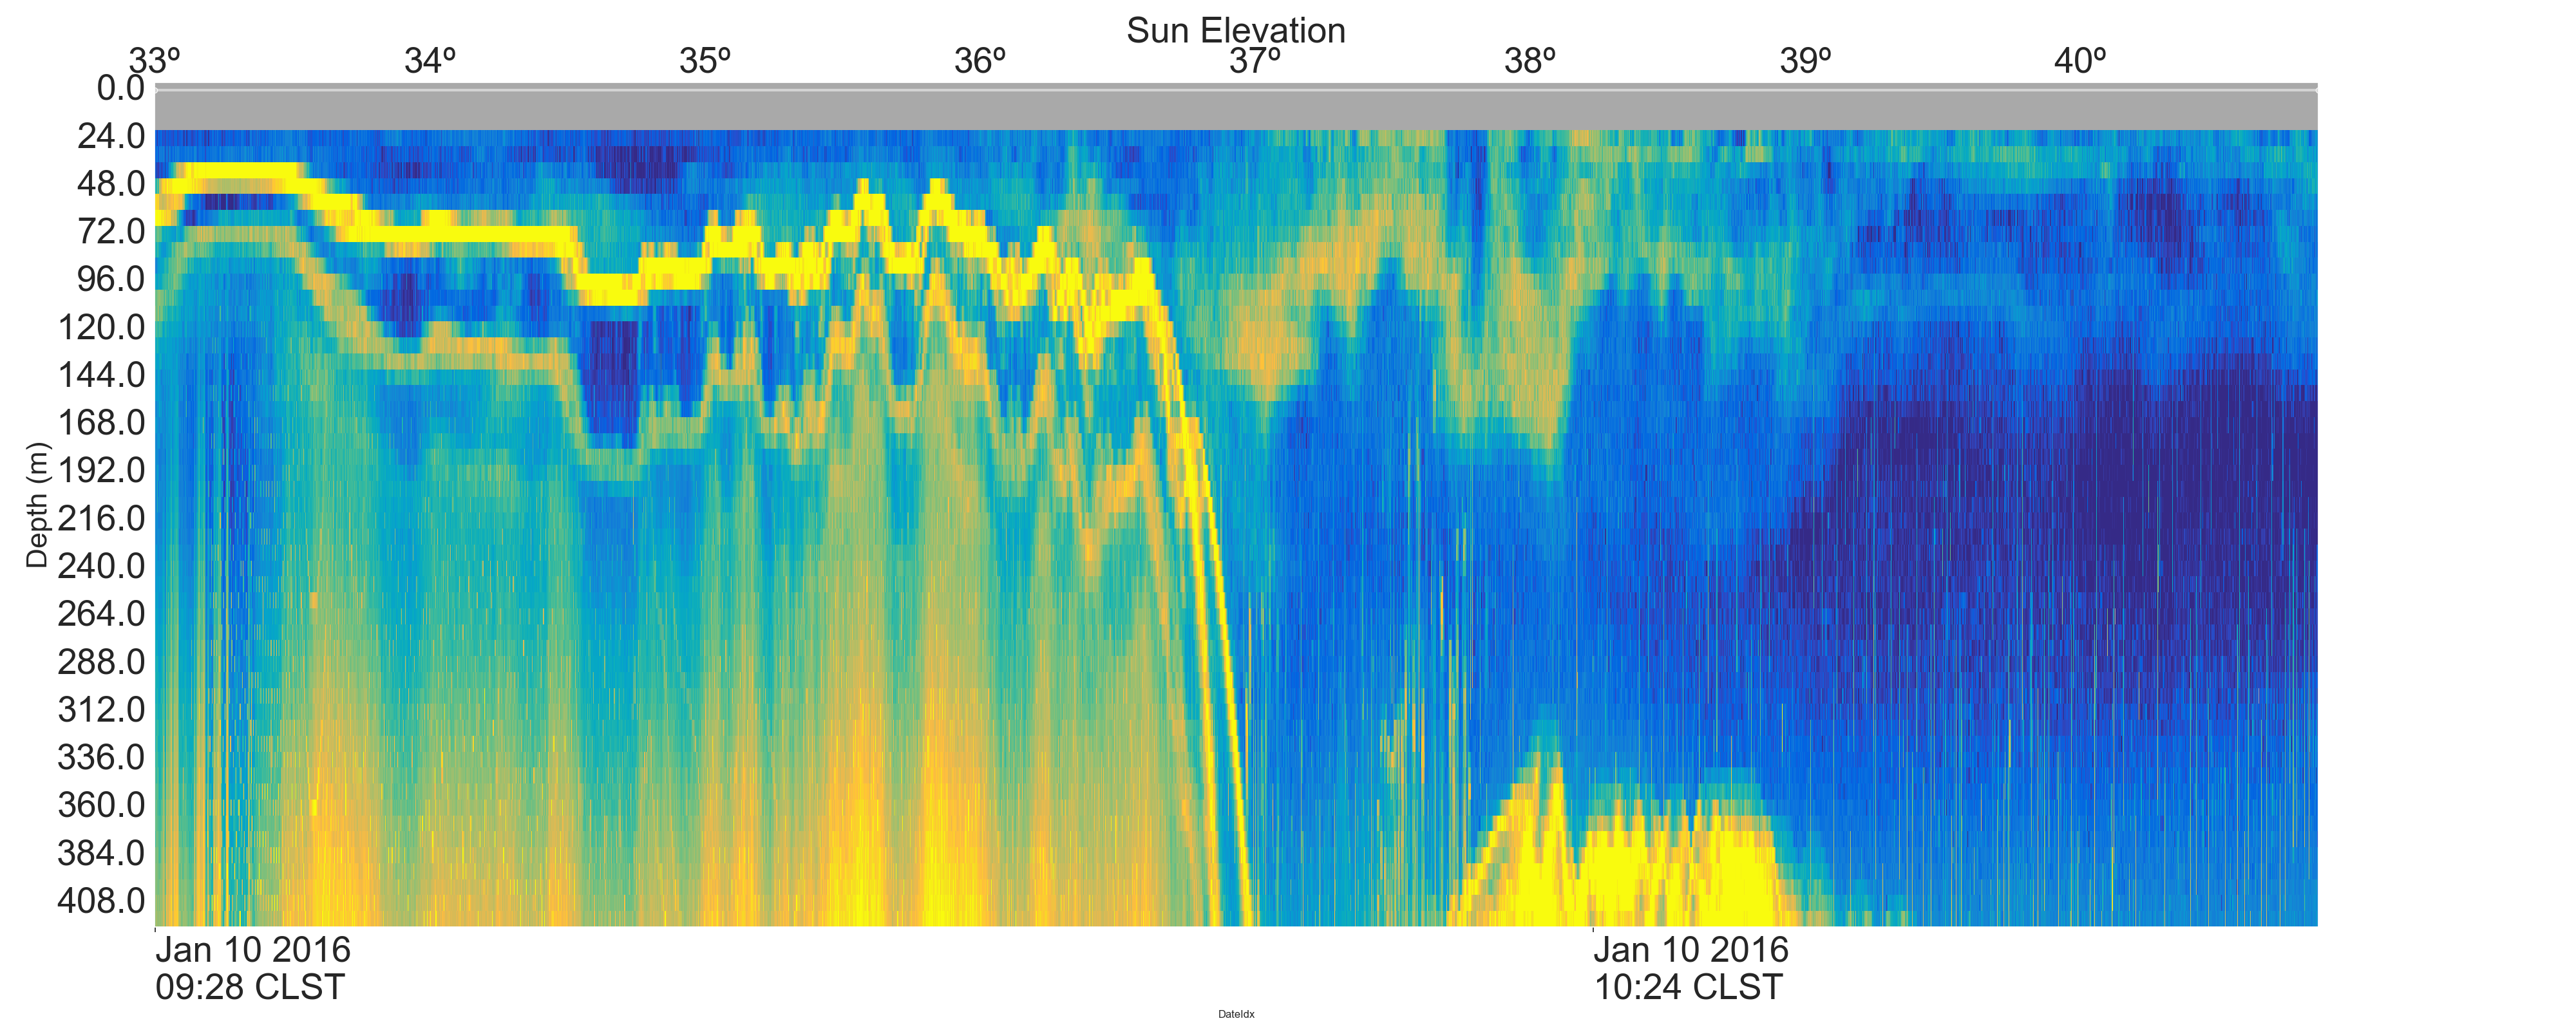 Sun Elevation
33º 34º 35º 36º 37º 38º 39º 40º
0.0
24.0
48.0
72.0
96.0
120.0
144.0
168.0
192.0
216.0
240.0
264.0
288.0
312.0
336.0
360.0
384.0
408.0
Depth (m)
Jan 10 2016
09:28 CLST
Jan 10 2016
10:24 CLST
DateIdx